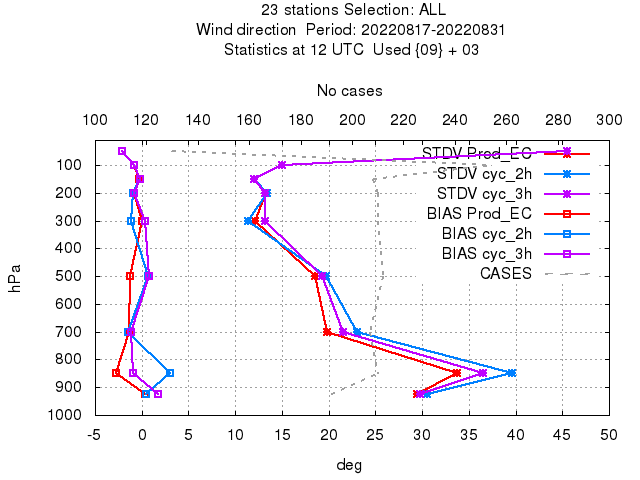 23 stations Selection: ALL
Wind direction  Period: 20220817-20220831
Statistics at 12 UTC  Used {09} + 03
No cases
100 120 140 160 180 200 220 240 260 280 300
STDV Prod_EC
STDV cyc_2h
STDV cyc_3h
BIAS Prod_EC
BIAS cyc_2h
BIAS cyc_3h
CASES
hPa
100
200
300
400
500
600
700
800
900
1000
-5 0 5 10 15 20 25 30 35 40 45 50
deg